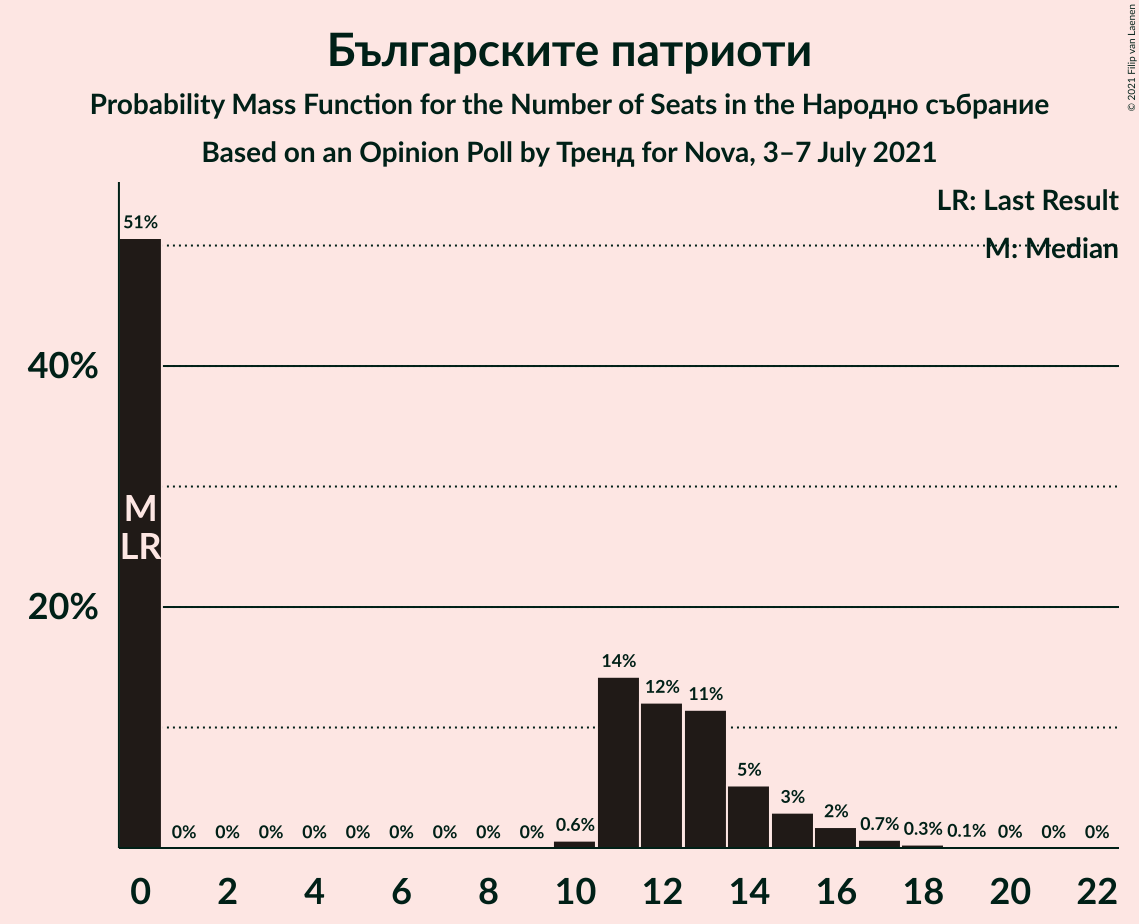 Българските патриоти
Probability Mass Function for the Number of Seats in the Народно събрание
Based on an Opinion Poll by Тренд for Nova, 3–7 July 2021
© 2021 Filip van Laenen
LR: Last Result
M: Median
51%
40%
M
LR
20%
14%
12%
11%
5%
3%
2%
0% 0% 0% 0% 0% 0% 0% 0% 0% 0.6% 0.7% 0.3% 0.1% 0% 0% 0%
0 2 4 6 8 10 12 14 16 18 20 22